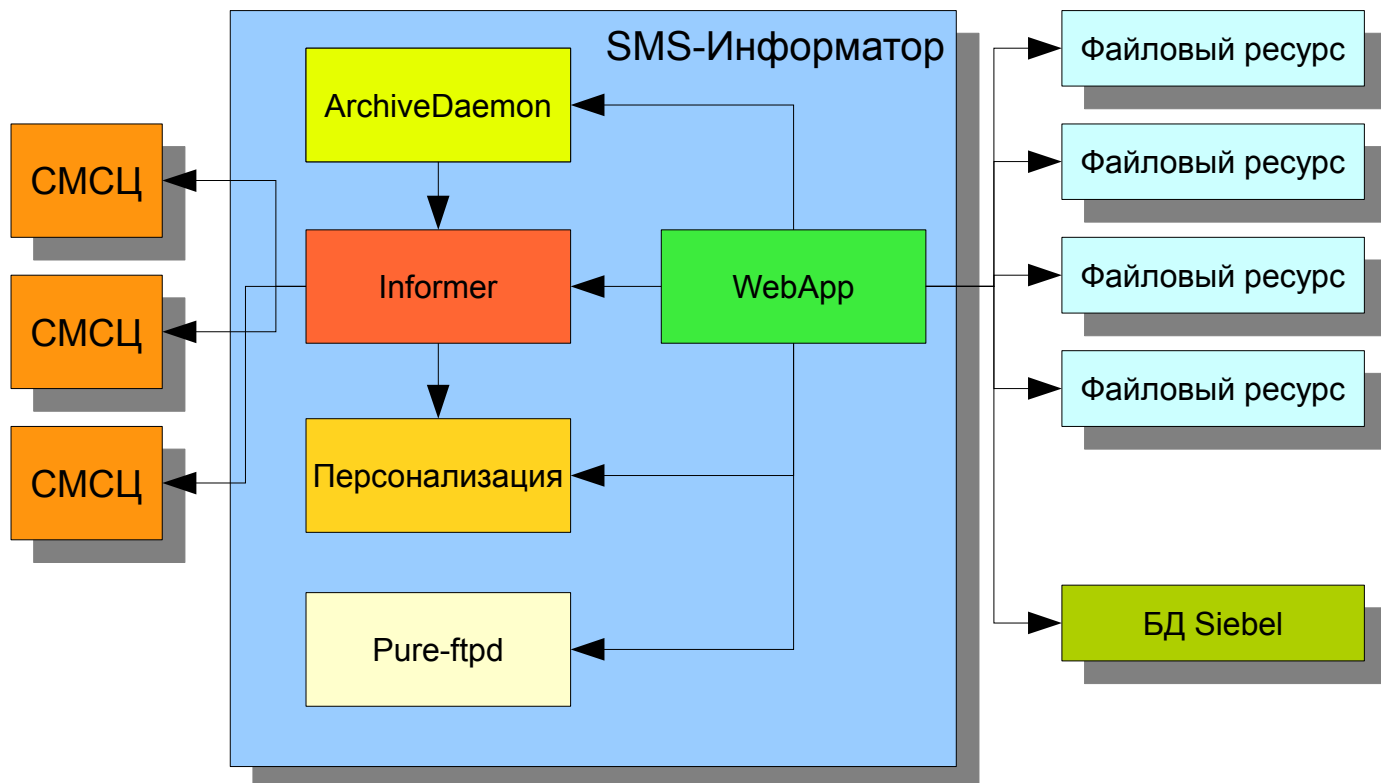 SMS-Информатор
ArchiveDaemon
Informer
WebApp
Персонализация
Pure-ftpd
СМСЦ
СМСЦ
СМСЦ
Файловый ресурс
Файловый ресурс
Файловый ресурс
Файловый ресурс
БД Siebel